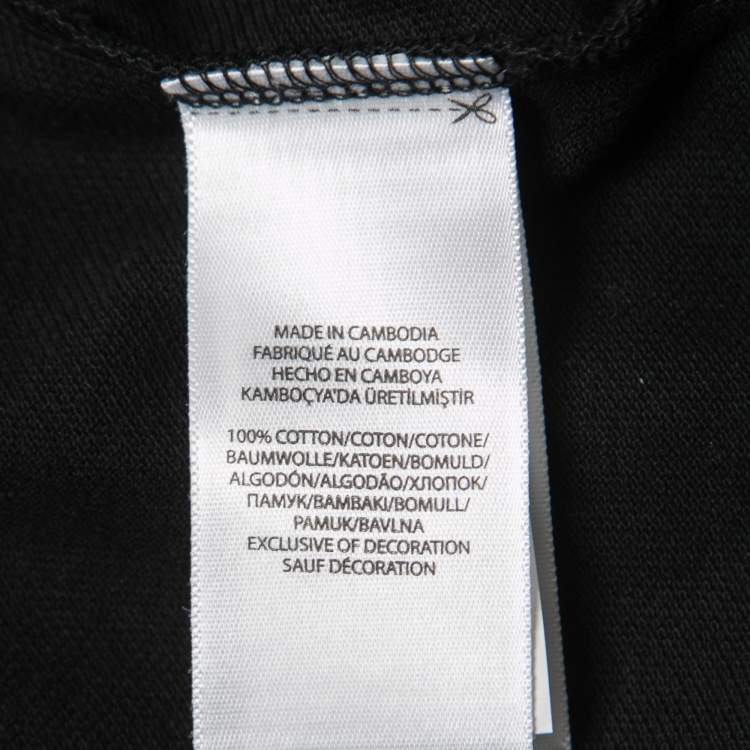 MADE IN CAMBODIA
FABRIQUÉ AU CAMBODGE
HECHO EN CAMBOYA
KAMBOÇYA'DA ÜRETİLMİŞTİR
100% COTTON/COTON/COTONE/
BAUMWOLLE/KATOEN/BOMULD/
ALGODÓN/ALGODÃO/ХЛОПОК/
ПАМУК/ΒΑΜΒΑΚΙ/BOMULL/
PAMUK/BAVLNA
EXCLUSIVE OF DECORATION
SAUF DÉCORATION